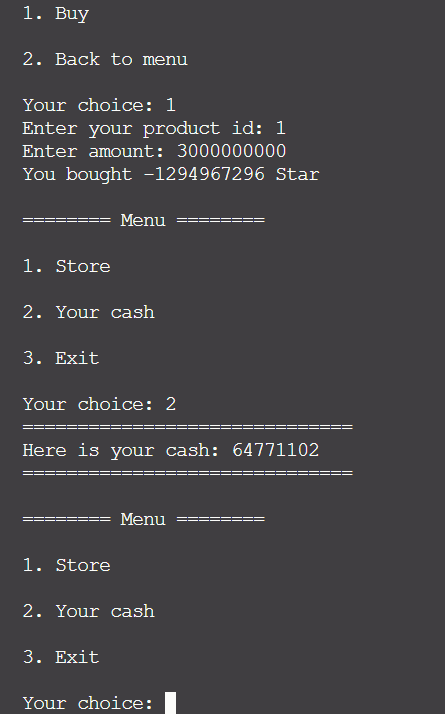 1. Buy
2. Back to menu
Your choice: 1
Enter your product id: 1
Enter amount: 3000000000
You bought -1294967296 Star
======== Menu ========
1. Store
2. Your cash
3. Exit
Your choice: 2
==============================
Here is your cash: 64771102
==============================
======== Menu ========
1. Store
2. Your cash
3. Exit
Your choice: